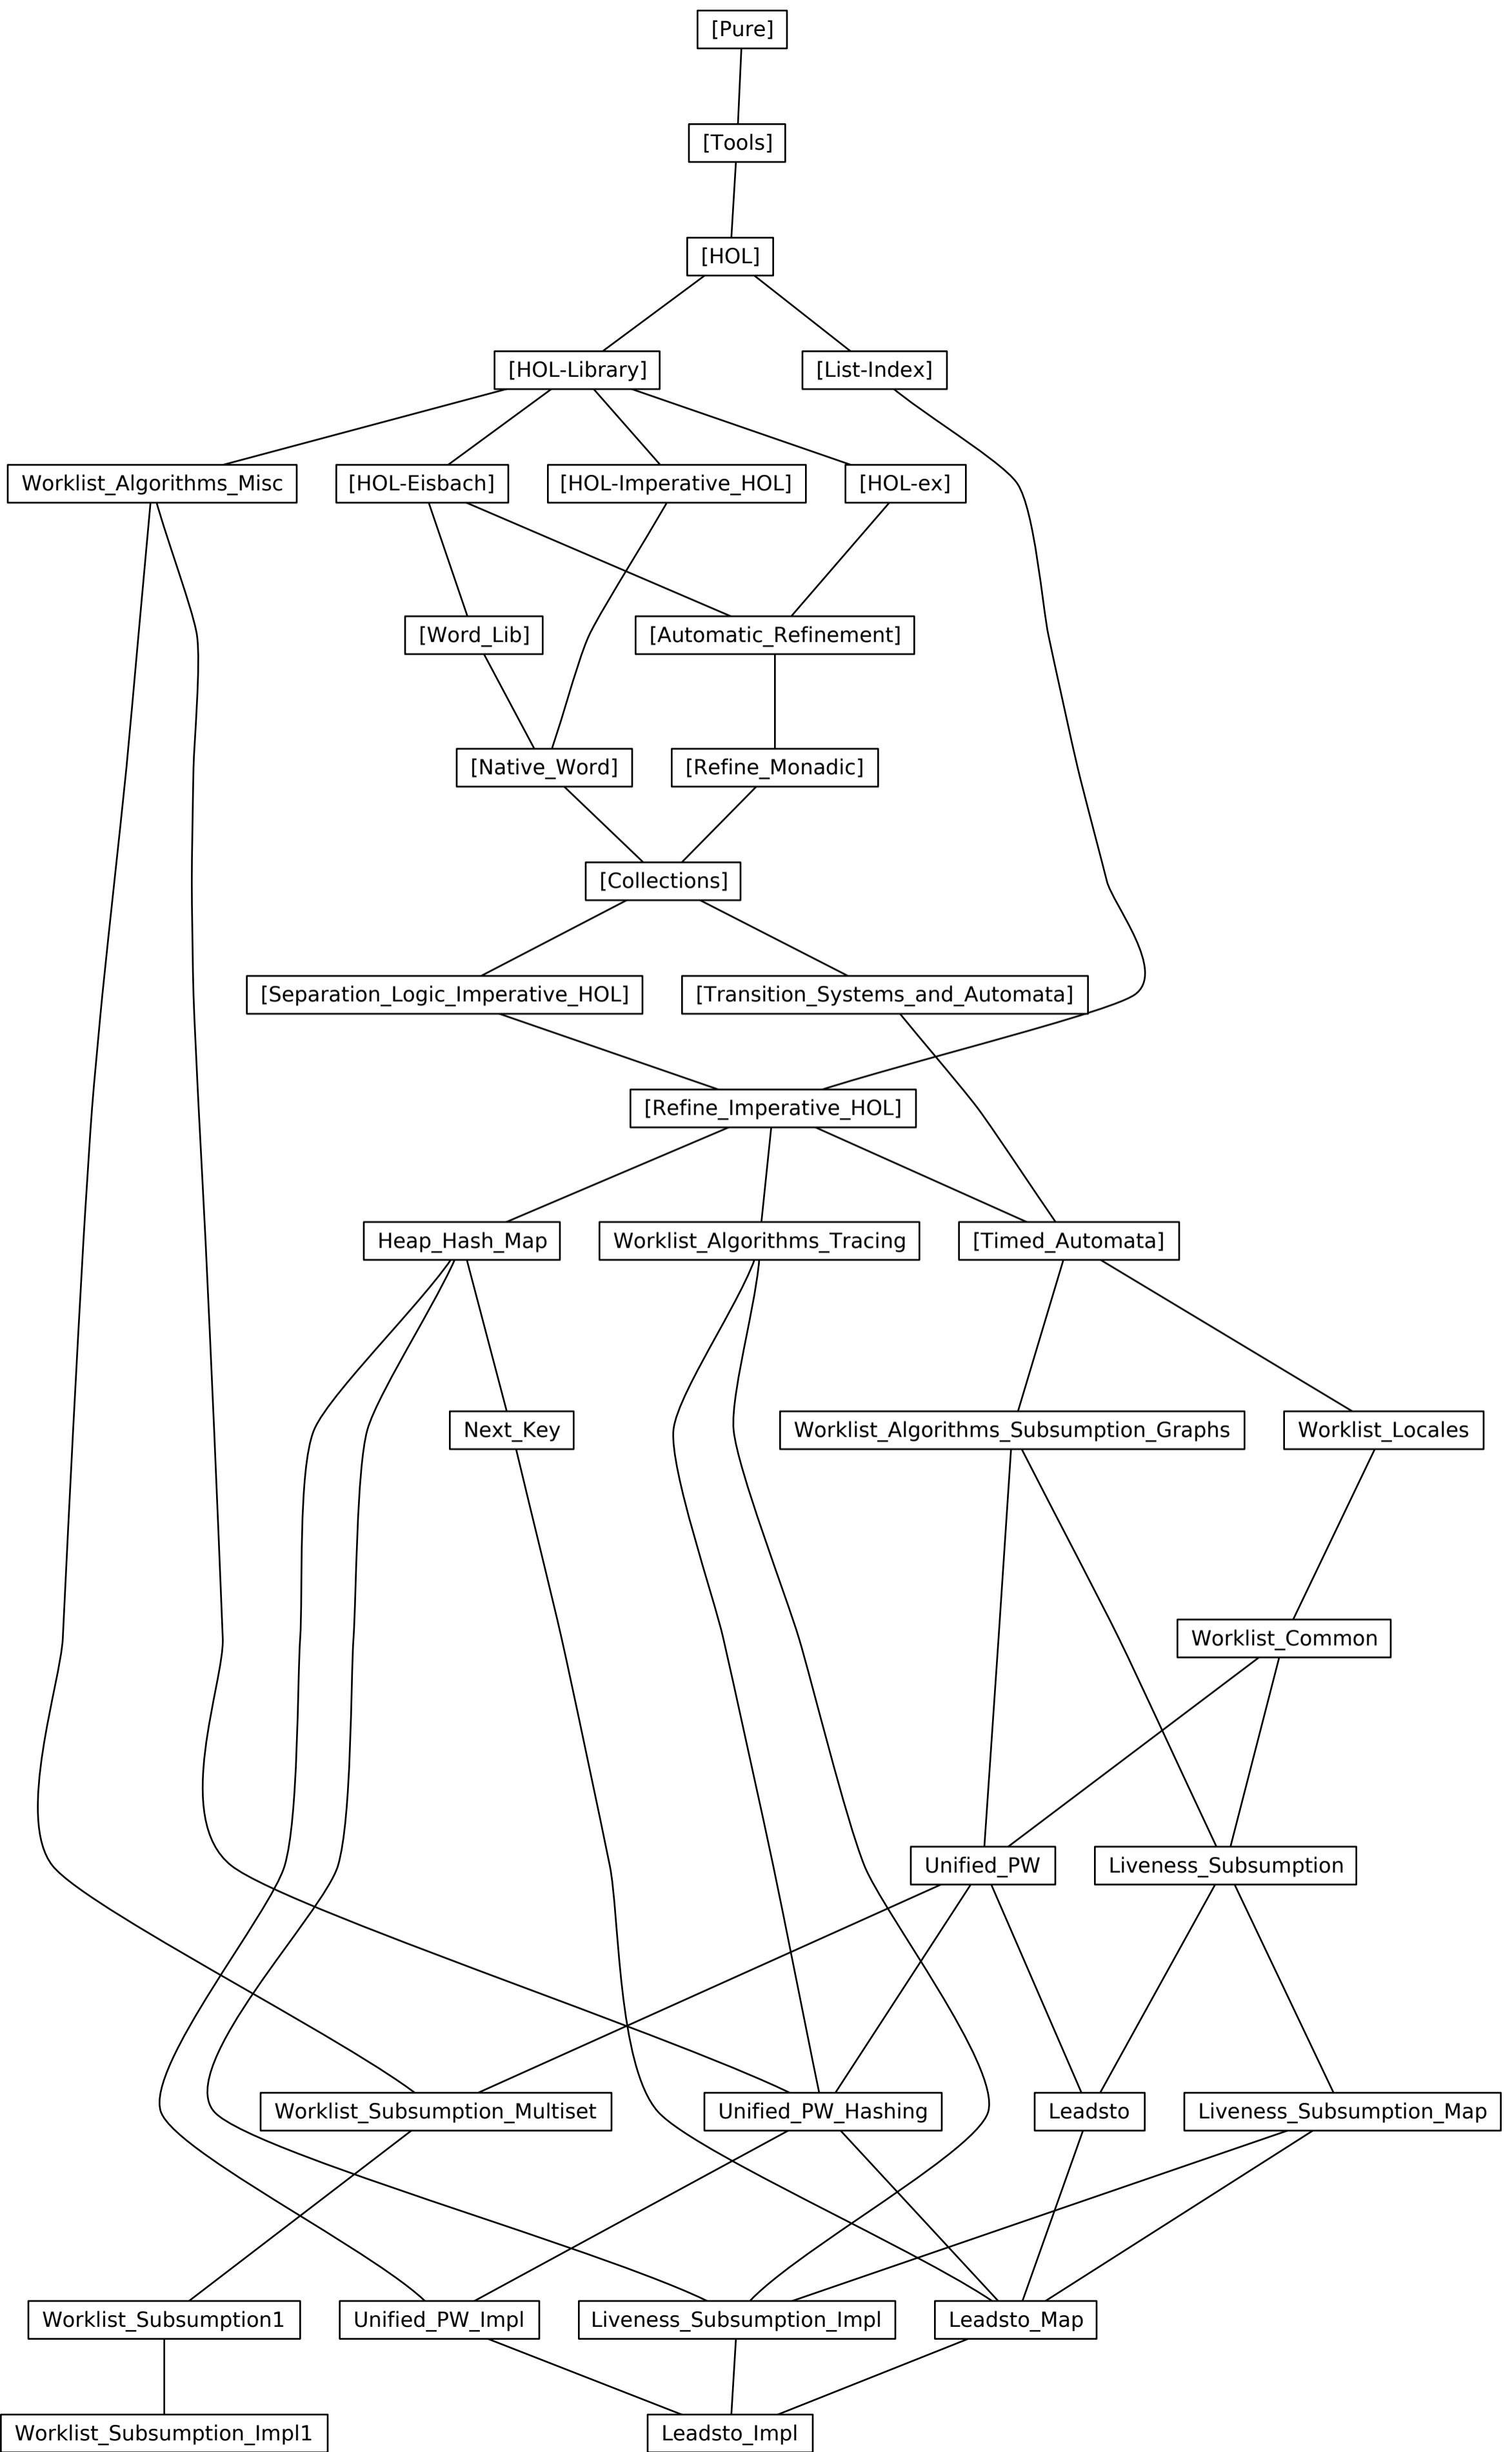 [Pure]
[Tools]
[HOL]
[HOL-Library]
[List-Index]
Worklist_Algorithms_Misc
[HOL-Eisbach]
[HOL-Imperative_HOL]
[HOL-ex]
[Word_Lib]
[Automatic_Refinement]
[Native_Word]
[Refine_Monadic]
[Collections]
[Separation_Logic_Imperative_HOL]
[Transition_Systems_and_Automata]
[Refine_Imperative_HOL]
Heap_Hash_Map
Worklist_Algorithms_Tracing
[Timed_Automata]
Next_Key
Worklist_Algorithms_Subsumption_Graphs
Worklist_Locales
Worklist_Common
Unified_PW
Liveness_Subsumption
Worklist_Subsumption_Multiset
Unified_PW_Hashing
Leadsto
Liveness_Subsumption_Map
Worklist_Subsumption1
Unified_PW_Impl
Liveness_Subsumption_Impl
Leadsto_Map
Worklist_Subsumption_Impl1
Leadsto_Impl